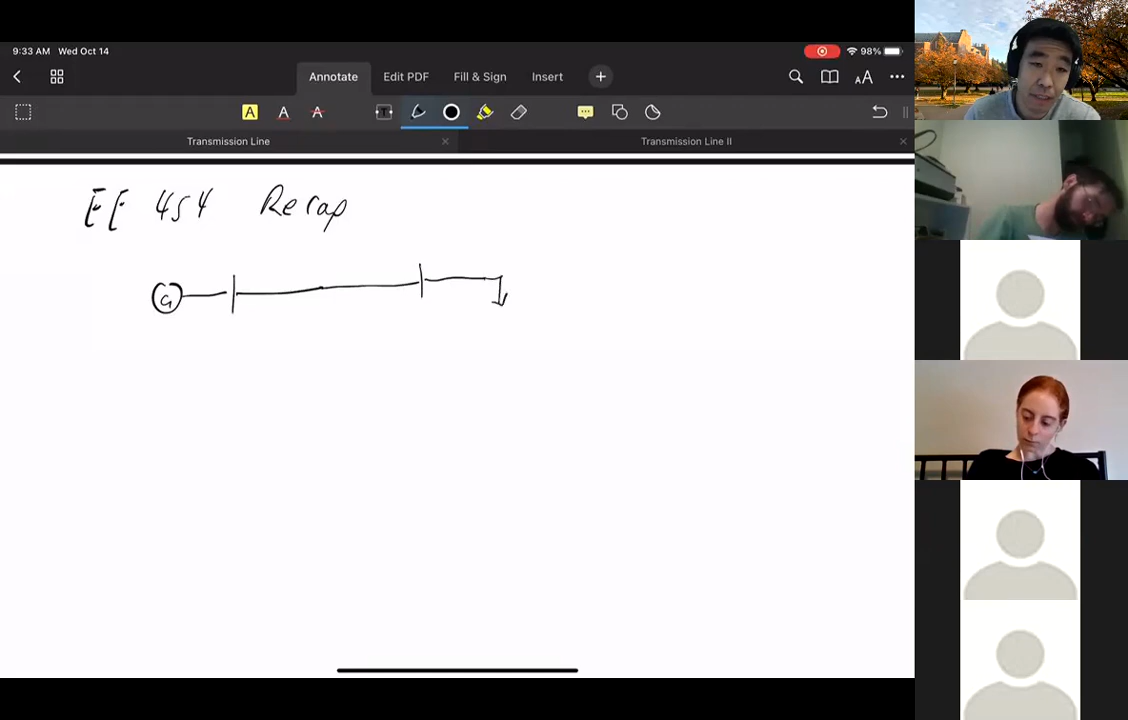 9:33 AM Wed Oct 14
98%
Annotate Edit PDF Fill & Sign Insert +
A A A T AA
Transmission Line × Transmission Line II ×
EE 454 Recap
G